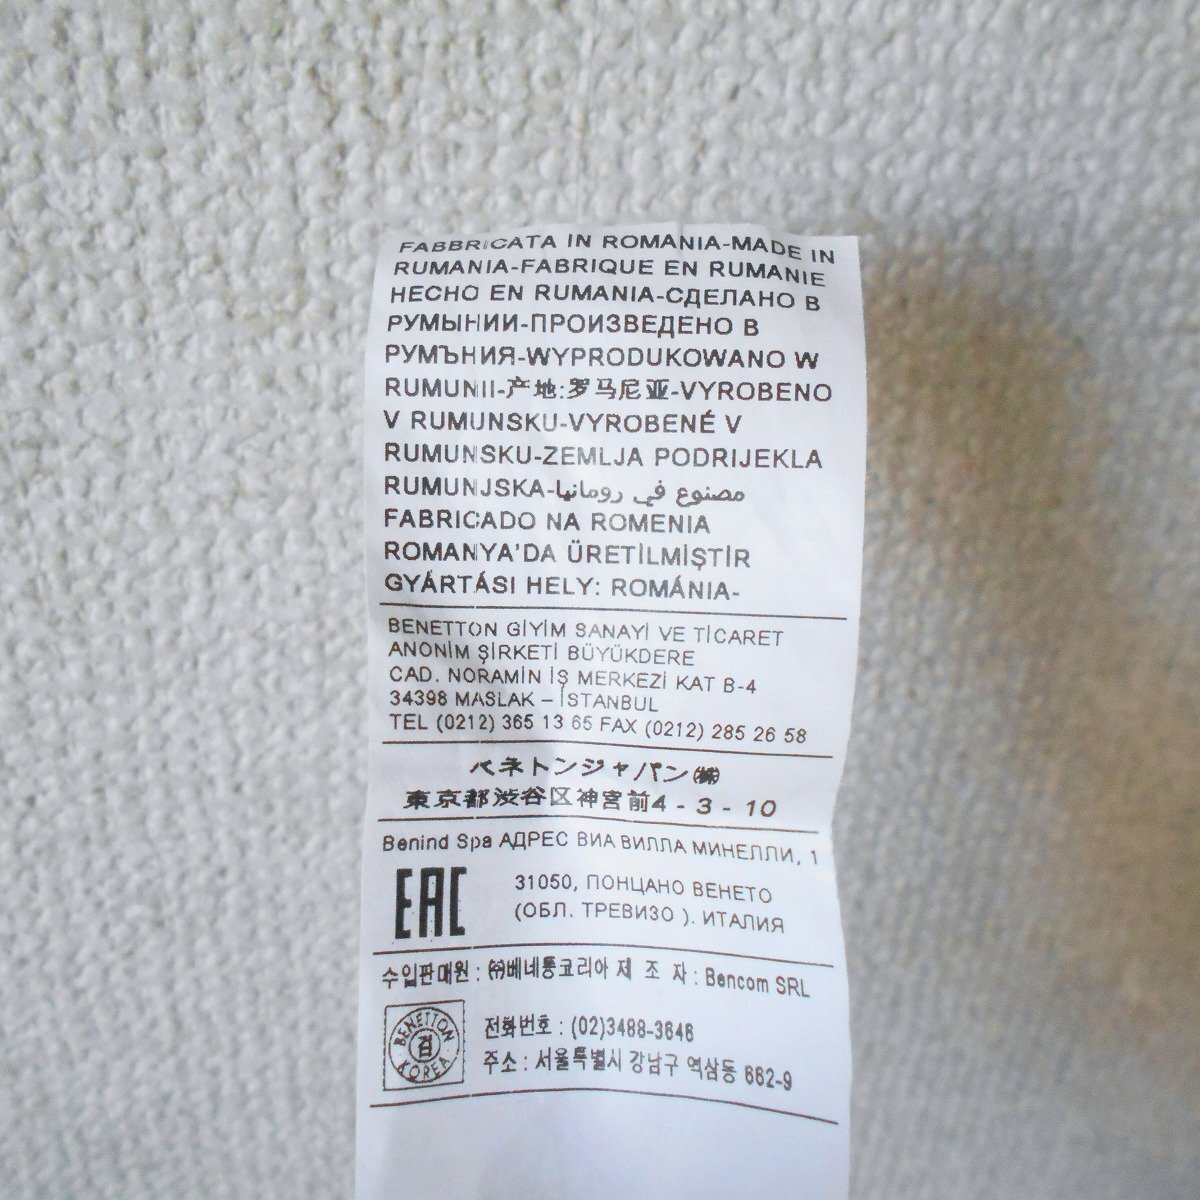 FABBRICATA IN ROMANIA-MADE IN
RUMANIA-FABRIQUE EN RUMANIE
HECHO EN RUMANIA-СДЕЛАНО В
РУМЫНИИ-ПРОИЗВЕДЕНО В
РУМЪНИЯ-WYPRODUKOWANO W
RUMUNII-产地:罗马尼亚-VYROBENO
V RUMUNSKU-VYROBENÉ V
RUMUNSKU-ZEMLJA PODRIJEKLA
RUMUNJSKA-مصنوع في رومانيا
FABRICADO NA ROMENIA
ROMANYA'DA ÜRETİLMİŞTİR
GYÁRTÁSI HELY: ROMÁNIA-
BENETTON GİYİM SANAYİ VE TİCARET
ANONİM ŞİRKETİ BÜYÜKDERE
CAD. NORAMİN İŞ MERKEZİ KAT B-4
34398 MASLAK – İSTANBUL
TEL (0212) 365 13 65 FAX (0212) 285 26 58
ベネトンジャパン㈱
東京都渋谷区神宮前4-3-10
Benind Spa АДРЕС ВИА ВИЛЛА МИНЕЛЛИ, 1
EAC
31050, ПОНЦАНО ВЕНЕТО
(ОБЛ. ТРЕВИЗО ). ИТАЛИЯ
수입판매원 : ㈜베네통코리아 제 조 자 : Bencom SRL
BENETTON
검
KOREA
전화번호 : (02)3488-3646
주소 : 서울특별시 강남구 역삼동 662-9